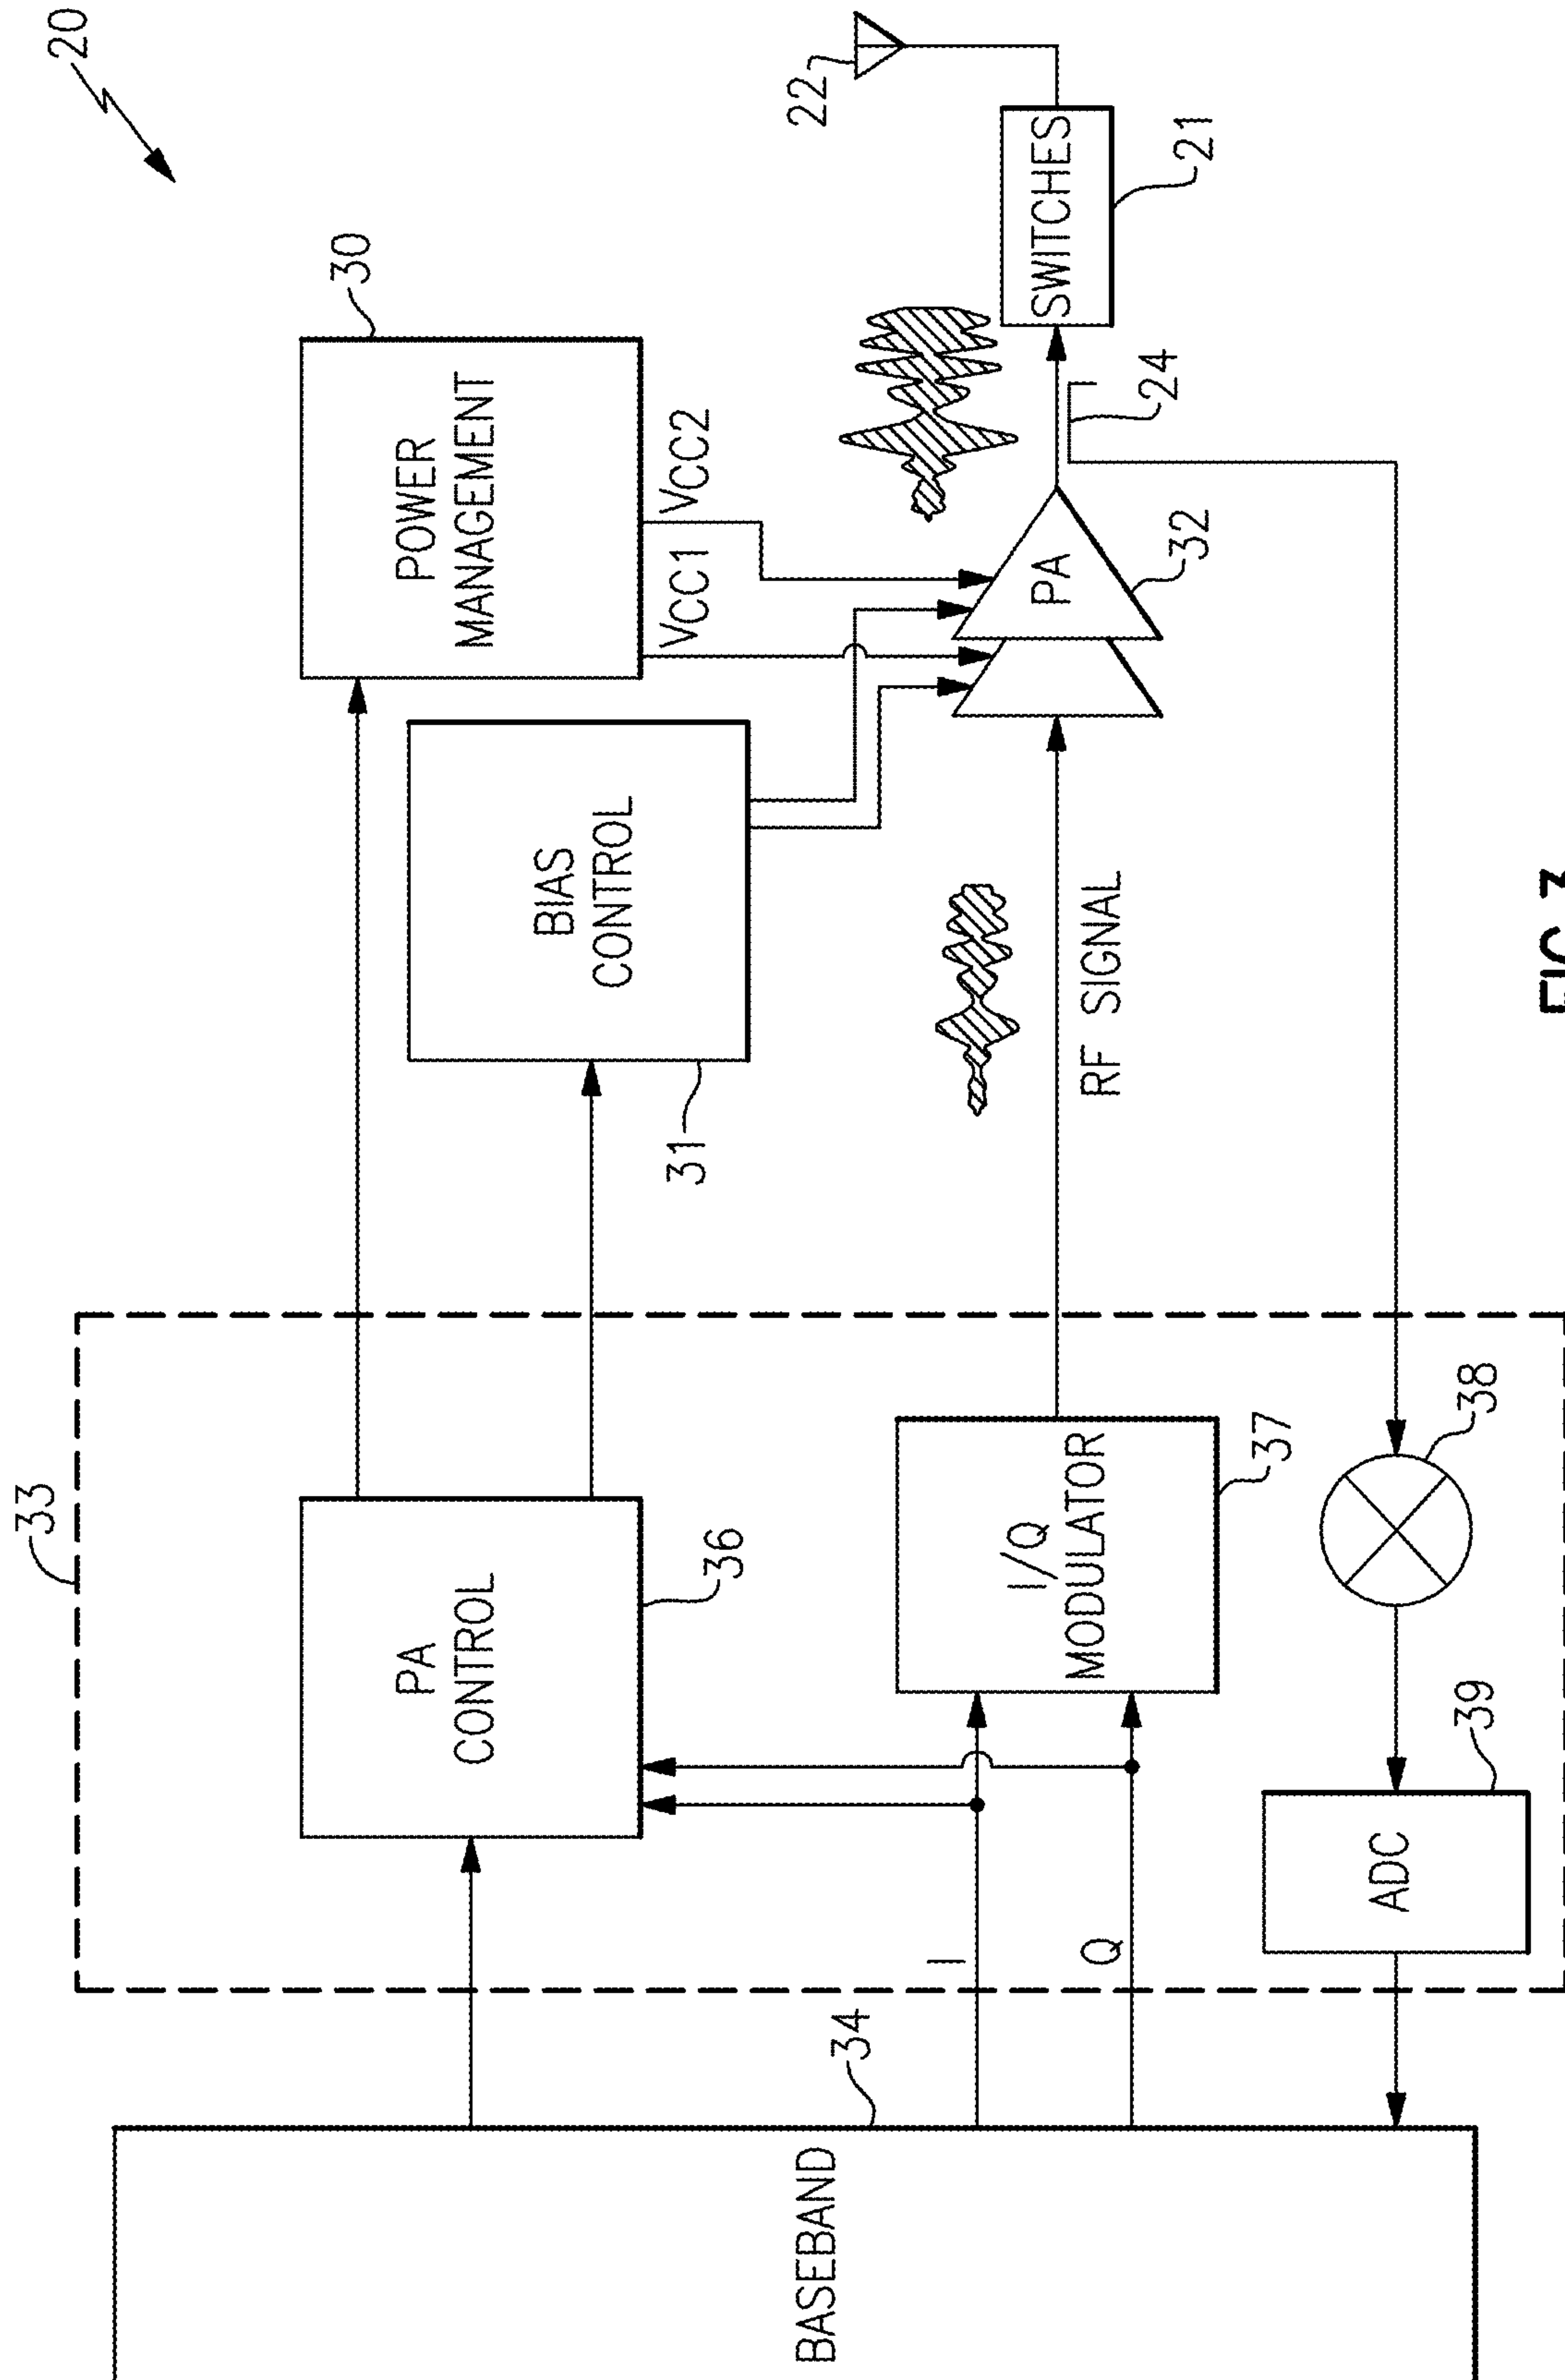 20
33
30
POWER
MANAGEMENT
VCC1
VCC2
PA
CONTROL
36
BIAS
CONTROL
31
BASEBAND
34
I
Q
I/Q
MODULATOR
37
RF SIGNAL
PA
32
24
SWITCHES
21
22
ADC
39
38